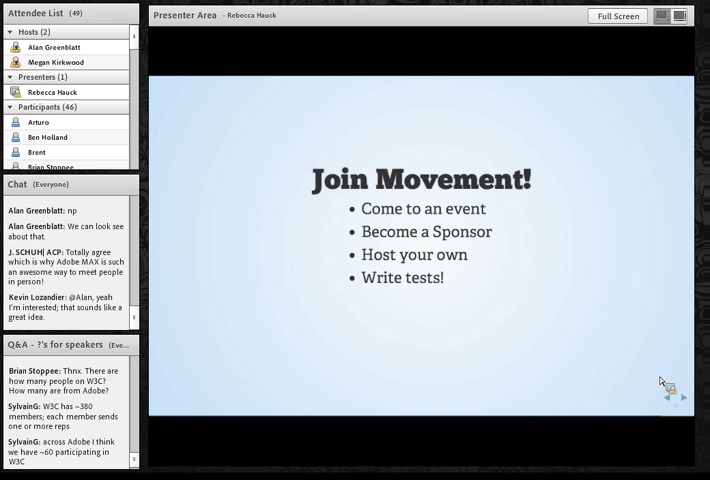 Attendee List (49)
Hosts (2)
Alan Greenblatt
Megan Kirkwood
Presenters (1)
Rebecca Hauck
Participants (46)
Arturo
Ben Holland
Brent
Brian Stoppee
Chat (Everyone)
Alan Greenblatt: np
Alan Greenblatt: We can look see
about that.
J. SCHUH| ACP: Totally agree
which is why Adobe MAX is such
an awesome way to meet people
in person!
Kevin Lozandier: @Alan, yeah
I'm interested; that sounds like a
great idea.
Q&A - ?'s for speakers (Eve...
Brian Stoppee: Thnx. There are
how many people on W3C?
How many are from Adobe?
SylvainG: W3C has ~380
members; each member sends
one or more reps
SylvainG: across Adobe I think
we have ~60 participating in
W3C
Presenter Area - Rebecca Hauck
Full Screen
Join Movement!
• Come to an event
• Become a Sponsor
• Host your own
• Write tests!